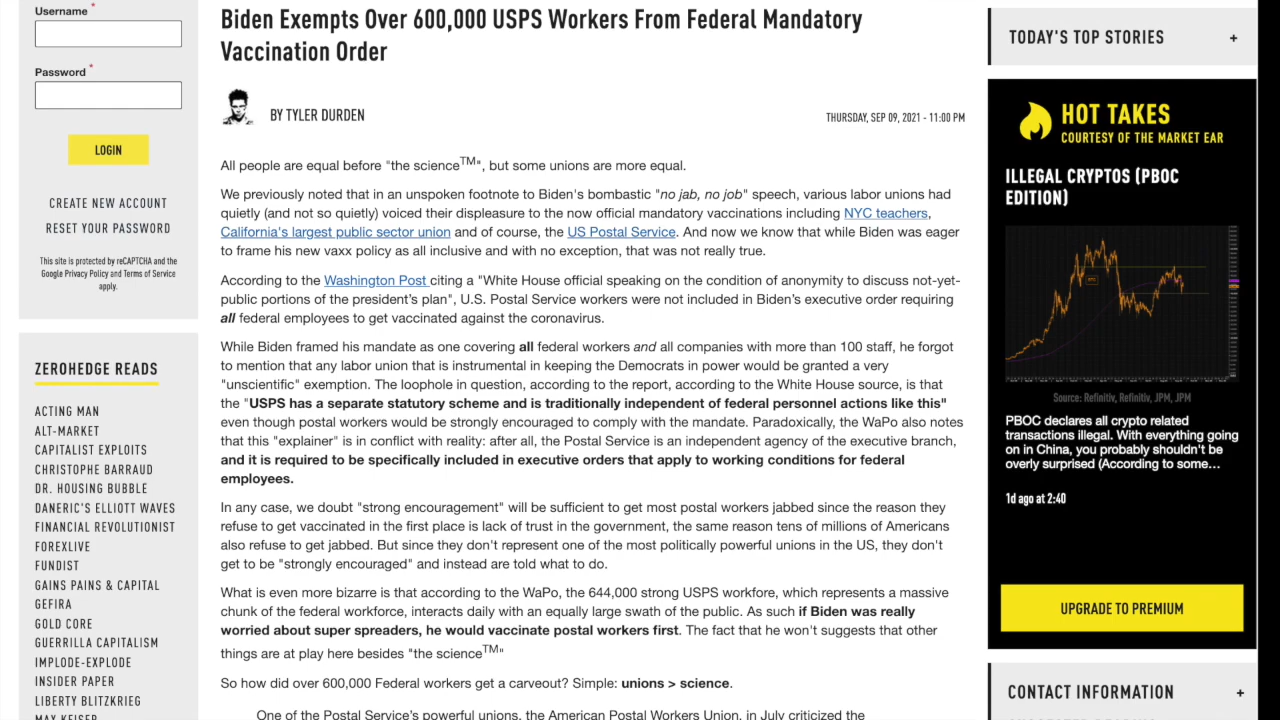 Username *
Password *
LOGIN
CREATE NEW ACCOUNT
RESET YOUR PASSWORD
This site is protected by reCAPTCHA and the
Google Privacy Policy and Terms of Service
apply.
ZEROHEDGE READS
ACTING MAN
ALT-MARKET
CAPITALIST EXPLOITS
CHRISTOPHE BARRAUD
DR. HOUSING BUBBLE
DANERIC'S ELLIOTT WAVES
FINANCIAL REVOLUTIONIST
FOREXLIVE
FUNDIST
GAINS PAINS & CAPITAL
GEFIRA
GOLD CORE
GUERRILLA CAPITALISM
IMPLODE-EXPLODE
INSIDER PAPER
LIBERTY BLITZKRIEG
MAX KEISER
Biden Exempts Over 600,000 USPS Workers From Federal Mandatory
Vaccination Order
BY TYLER DURDEN
THURSDAY, SEP 09, 2021 - 11:00 PM
All people are equal before "the science™", but some unions are more equal.
We previously noted that in an unspoken footnote to Biden's bombastic "no jab, no job" speech, various labor unions had
quietly (and not so quietly) voiced their displeasure to the now official mandatory vaccinations including NYC teachers,
California's largest public sector union and of course, the US Postal Service. And now we know that while Biden was eager
to frame his new vaxx policy as all inclusive and with no exception, that was not really true.
According to the Washington Post citing a "White House official speaking on the condition of anonymity to discuss not-yet-
public portions of the president's plan", U.S. Postal Service workers were not included in Biden's executive order requiring
all federal employees to get vaccinated against the coronavirus.
While Biden framed his mandate as one covering all federal workers and all companies with more than 100 staff, he forgot
to mention that any labor union that is instrumental in keeping the Democrats in power would be granted a very
"unscientific" exemption. The loophole in question, according to the report, according to the White House source, is that
the "USPS has a separate statutory scheme and is traditionally independent of federal personnel actions like this"
even though postal workers would be strongly encouraged to comply with the mandate. Paradoxically, the WaPo also notes
that this "explainer" is in conflict with reality: after all, the Postal Service is an independent agency of the executive branch,
and it is required to be specifically included in executive orders that apply to working conditions for federal
employees.
In any case, we doubt "strong encouragement" will be sufficient to get most postal workers jabbed since the reason they
refuse to get vaccinated in the first place is lack of trust in the government, the same reason tens of millions of Americans
also refuse to get jabbed. But since they don't represent one of the most politically powerful unions in the US, they don't
get to be "strongly encouraged" and instead are told what to do.
What is even more bizarre is that according to the WaPo, the 644,000 strong USPS workfore, which represents a massive
chunk of the federal workforce, interacts daily with an equally large swath of the public. As such if Biden was really
worried about super spreaders, he would vaccinate postal workers first. The fact that he won't suggests that other
things are at play here besides "the science™"
So how did over 600,000 Federal workers get a carveout? Simple: unions > science.
One of the Postal Service's powerful unions, the American Postal Workers Union, in July criticized the
TODAY'S TOP STORIES +
HOT TAKES
COURTESY OF THE MARKET EAR
ILLEGAL CRYPTOS (PBOC
EDITION)
Source: Refinitiv, Refinitiv, JPM, JPM
PBOC declares all crypto related
transactions illegal. With everything going
on in China, you probably shouldn't be
overly surprised (According to some...
1d ago at 2:40
UPGRADE TO PREMIUM
CONTACT INFORMATION +